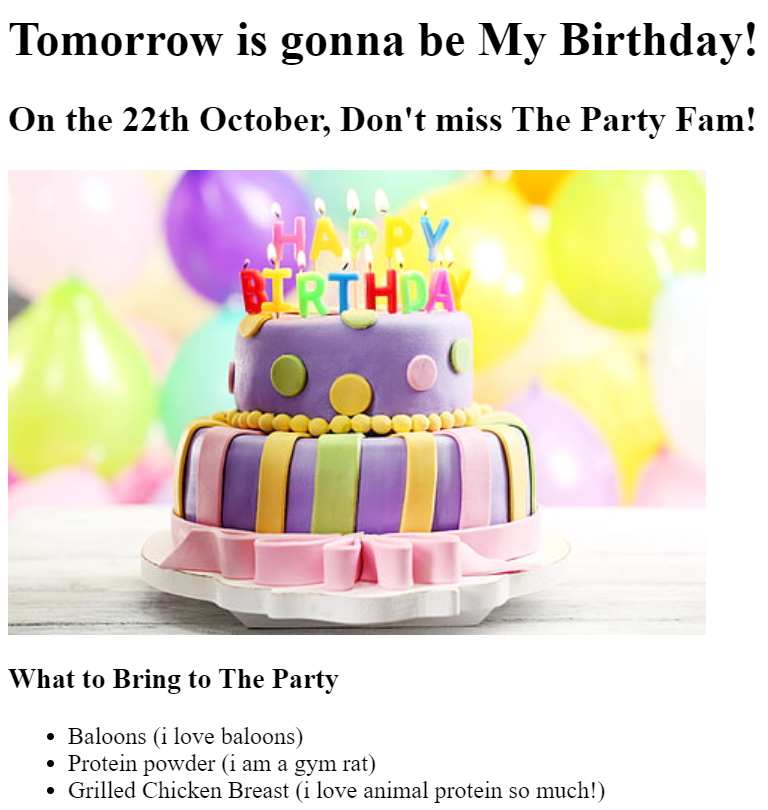 Tomorrow is gonna be My Birthday!
On the 22th October, Don't miss The Party Fam!
HAPPY
BIRTHDAY
What to Bring to The Party
Baloons (i love baloons)
Protein powder (i am a gym rat)
Grilled Chicken Breast (i love animal protein so much!)